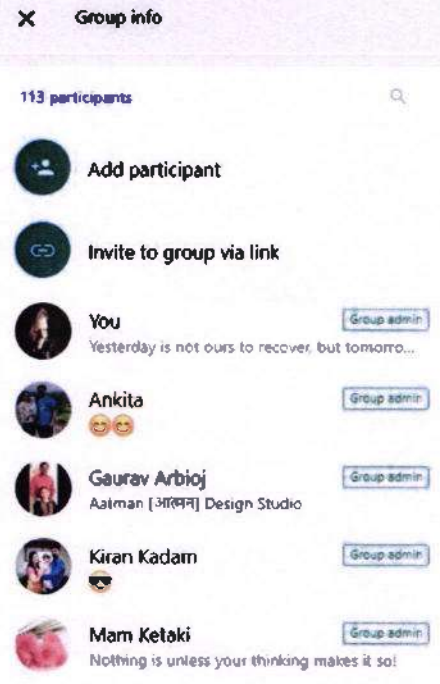 Group info
113 participants
Add participant
Invite to group via link
You
Group admin
Yesterday is not ours to recover, but tomorro...
Ankita
Group admin
😊😊
Gaurav Arbioj
Group admin
Aatman [आत्मन] Design Studio
Kiran Kadam
Group admin
😎
Mam Ketaki
Group admin
Nothing is unless your thinking makes it so!